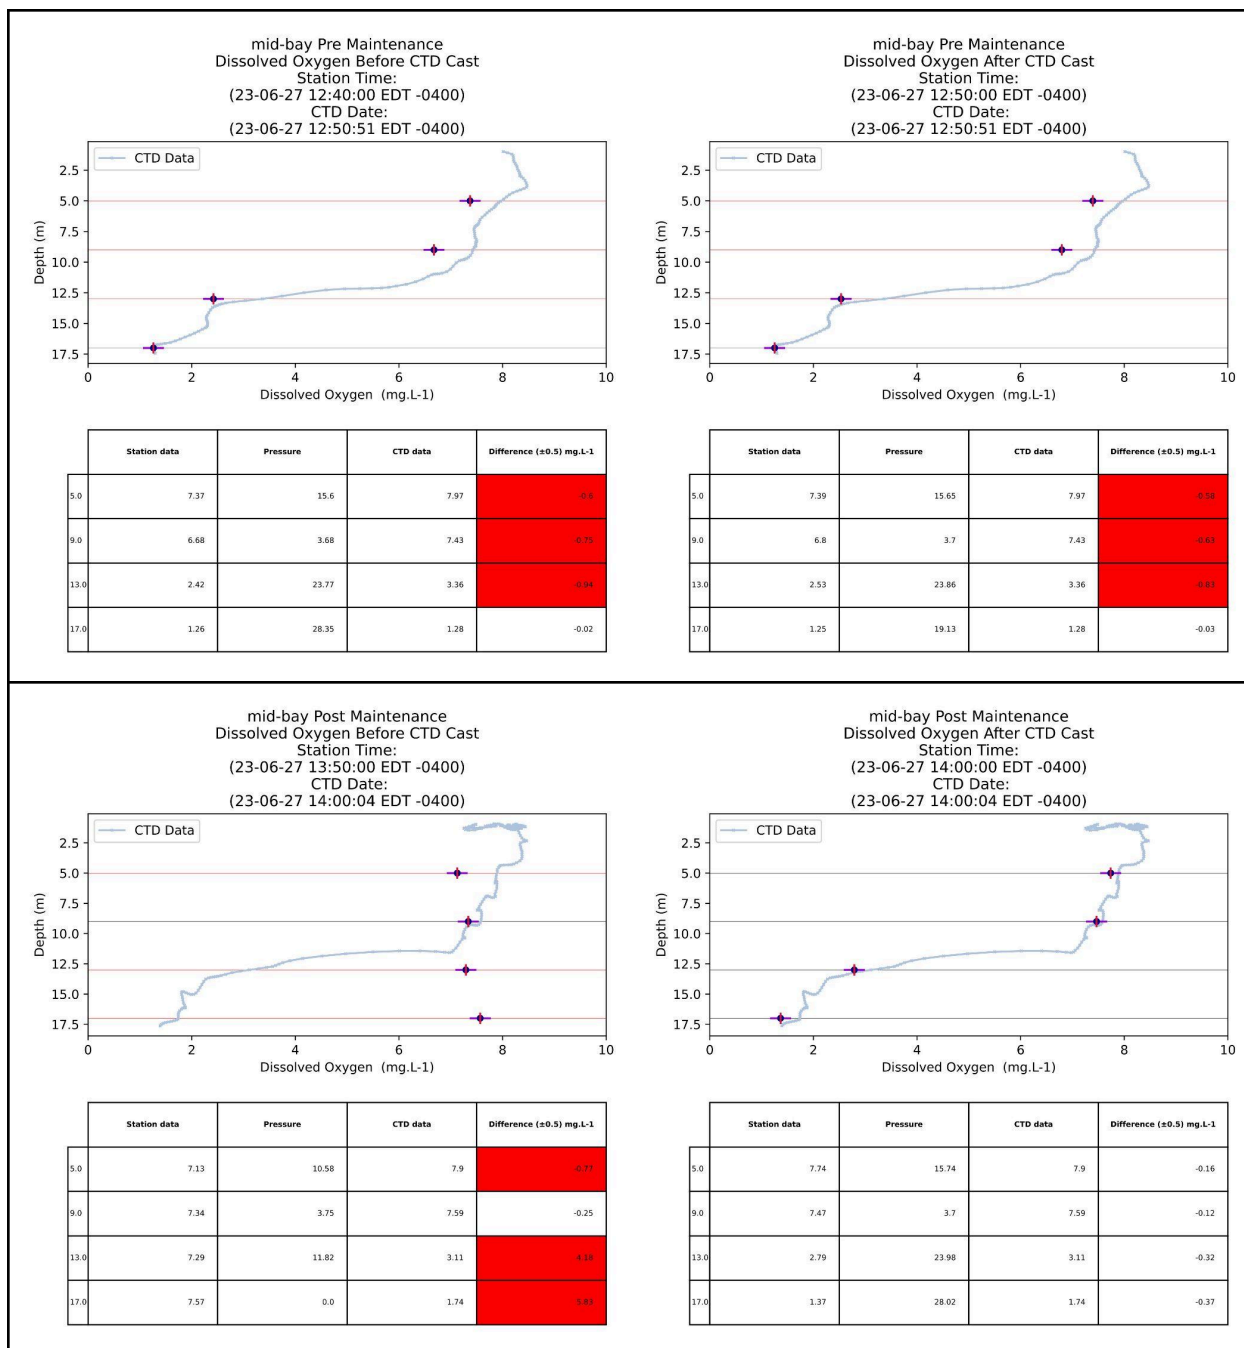 mid-bay Pre Maintenance
Dissolved Oxygen Before CTD Cast
Station Time:
(23-06-27 12:40:00 EDT -0400)
CTD Date:
(23-06-27 12:50:51 EDT -0400)
CTD Data
2.5
5.0
7.5
10.0
12.5
15.0
17.5
Depth (m)
0 2 4 6 8 10
Dissolved Oxygen (mg.L-1)
Station data Pressure CTD data Difference (±0.5) mg.L-1
5.0 7.37 15.6 7.97 -0.6
9.0 6.68 3.68 7.43 -0.75
13.0 2.42 23.77 3.36 -0.94
17.0 1.26 28.35 1.28 -0.02
mid-bay Pre Maintenance
Dissolved Oxygen After CTD Cast
Station Time:
(23-06-27 12:50:00 EDT -0400)
CTD Date:
(23-06-27 12:50:51 EDT -0400)
CTD Data
2.5
5.0
7.5
10.0
12.5
15.0
17.5
Depth (m)
0 2 4 6 8 10
Dissolved Oxygen (mg.L-1)
Station data Pressure CTD data Difference (±0.5) mg.L-1
5.0 7.39 15.65 7.97 -0.58
9.0 6.8 3.7 7.43 -0.63
13.0 2.53 23.86 3.36 -0.83
17.0 1.25 19.13 1.28 -0.03
mid-bay Post Maintenance
Dissolved Oxygen Before CTD Cast
Station Time:
(23-06-27 13:50:00 EDT -0400)
CTD Date:
(23-06-27 14:00:04 EDT -0400)
CTD Data
2.5
5.0
7.5
10.0
12.5
15.0
17.5
Depth (m)
0 2 4 6 8 10
Dissolved Oxygen (mg.L-1)
Station data Pressure CTD data Difference (±0.5) mg.L-1
5.0 7.13 10.58 7.9 -0.77
9.0 7.34 3.75 7.59 -0.25
13.0 7.29 11.82 3.11 4.18
17.0 7.57 0.0 1.74 5.83
mid-bay Post Maintenance
Dissolved Oxygen After CTD Cast
Station Time:
(23-06-27 14:00:00 EDT -0400)
CTD Date:
(23-06-27 14:00:04 EDT -0400)
CTD Data
2.5
5.0
7.5
10.0
12.5
15.0
17.5
Depth (m)
0 2 4 6 8 10
Dissolved Oxygen (mg.L-1)
Station data Pressure CTD data Difference (±0.5) mg.L-1
5.0 7.74 15.74 7.9 -0.16
9.0 7.47 3.7 7.59 -0.12
13.0 2.79 23.98 3.11 -0.32
17.0 1.37 28.02 1.74 -0.37